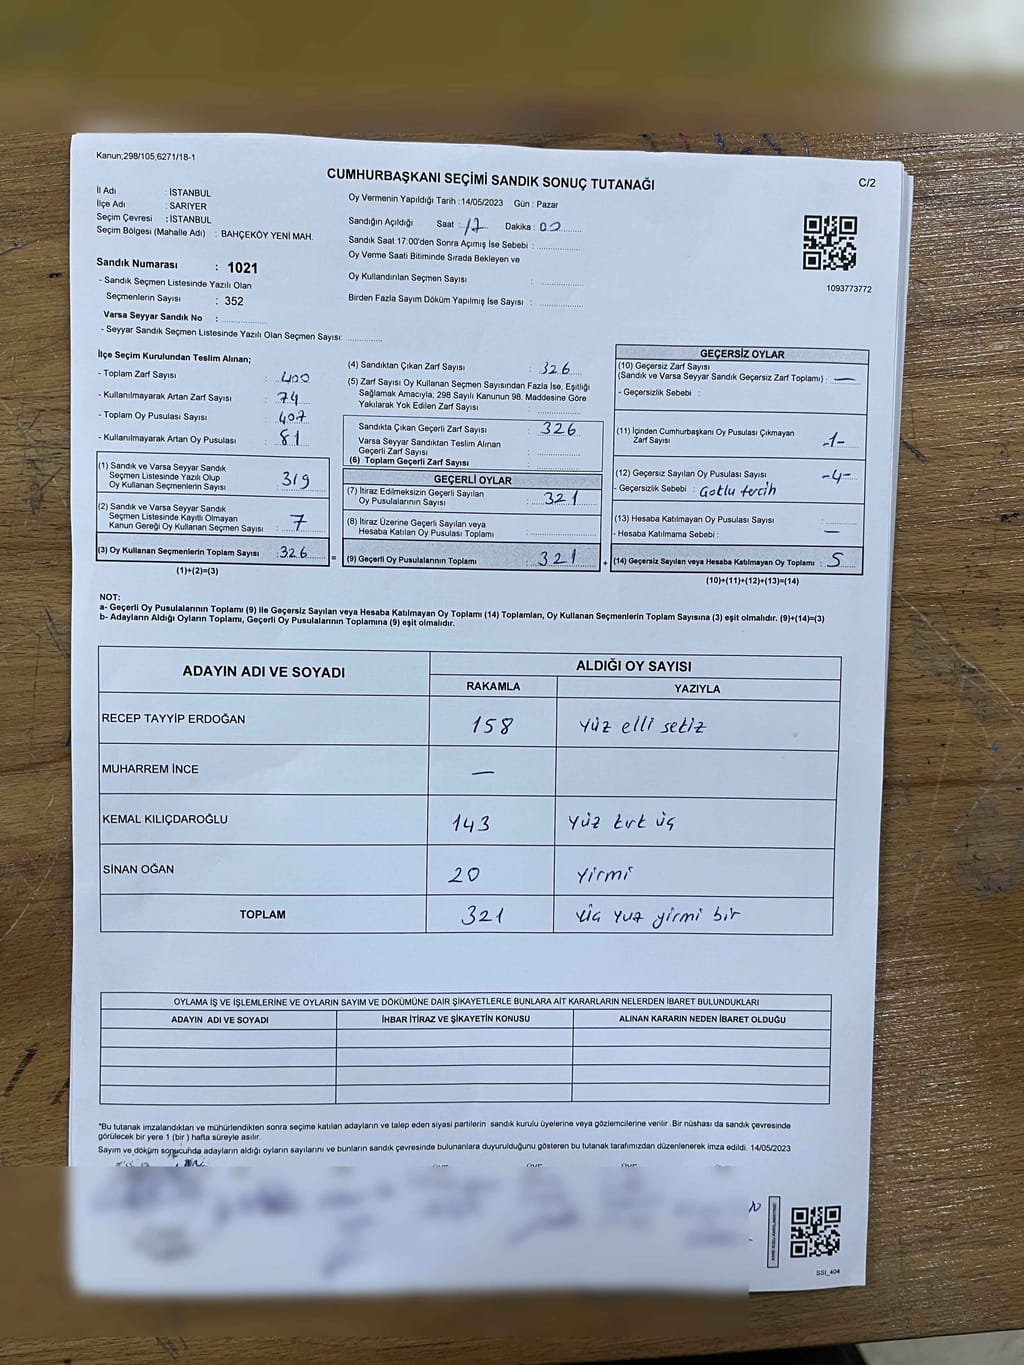 Kanun;298/105;6271/18-1
CUMHURBAŞKANI SEÇİMİ SANDIK SONUÇ TUTANAĞI
C/2
İl Adı : İSTANBUL
İlçe Adı : SARIYER
Seçim Çevresi : İSTANBUL
Seçim Bölgesi (Mahalle Adı) : BAHÇEKÖY YENİ MAH.
Sandık Numarası : 1021
- Sandık Seçmen Listesinde Yazılı Olan
Seçmenlerin Sayısı : 352
Varsa Seyyar Sandık No :
- Seyyar Sandık Seçmen Listesinde Yazılı Olan Seçmen Sayısı:
Oy Vermenin Yapıldığı Tarih :14/05/2023 Gün : Pazar
Sandığın Açıldığı Saat : 17 Dakika : 00
Sandık Saat 17:00'den Sonra Açımış İse Sebebi :
Oy Verme Saati Bitiminde Sırada Bekleyen ve
Oy Kullandırılan Seçmen Sayısı :
Birden Fazla Sayım Döküm Yapılmış İse Sayısı :
1093773772
İlçe Seçim Kurulundan Teslim Alınan;
- Toplam Zarf Sayısı : 400
- Kullanılmayarak Artan Zarf Sayısı : 74
- Toplam Oy Pusulası Sayısı : 407
- Kullanılmayarak Artan Oy Pusulası : 81
(1) Sandık ve Varsa Seyyar Sandık
Seçmen Listesinde Yazılı Olup
Oy Kullanan Seçmenlerin Sayısı : 319
(2) Sandık ve Varsa Seyyar Sandık
Seçmen Listesinde Kayıtlı Olmayan
Kanun Gereği Oy Kullanan Seçmen Sayısı : 7
(3) Oy Kullanan Seçmenlerin Toplam Sayısı : 326
(1)+(2)=(3)
(4) Sandıktan Çıkan Zarf Sayısı : 326
(5) Zarf Sayısı Oy Kullanan Seçmen Sayısından Fazla İse, Eşitliği
Sağlamak Amacıyla, 298 Sayılı Kanunun 98. Maddesine Göre
Yakılarak Yok Edilen Zarf Sayısı :
Sandıkta Çıkan Geçerli Zarf Sayısı : 326
Varsa Seyyar Sandıktan Teslim Alınan
Geçerli Zarf Sayısı :
(6) Toplam Geçerli Zarf Sayısı :
GEÇERLİ OYLAR
(7) İtiraz Edilmeksizin Geçerli Sayılan
Oy Pusulalarının Sayısı : 321
(8) İtiraz Üzerine Geçerli Sayılan veya
Hesaba Katılan Oy Pusulası Toplamı :
= (9) Geçerli Oy Pusulalarının Toplamı : 321
GEÇERSİZ OYLAR
(10) Geçersiz Zarf Sayısı
(Sandık ve Varsa Seyyar Sandık Geçersiz Zarf Toplamı) : —
- Geçersizlik Sebebi :
(11) İçinden Cumhurbaşkanı Oy Pusulası Çıkmayan
Zarf Sayısı : -1-
(12) Geçersiz Sayılan Oy Pusulası Sayısı : -4-
- Geçersizlik Sebebi : Çoklu tercih
(13) Hesaba Katılmayan Oy Pusulası Sayısı :
- Hesaba Katılmama Sebebi : —
+ (14) Geçersiz Sayılan veya Hesaba Katılmayan Oy Toplamı : 5
(10)+(11)+(12)+(13)=(14)
NOT:
a- Geçerli Oy Pusulalarının Toplamı (9) ile Geçersiz Sayılan veya Hesaba Katılmayan Oy Toplamı (14) Toplamları, Oy Kullanan Seçmenlerin Toplam Sayısına (3) eşit olmalıdır. (9)+(14)=(3)
b- Adayların Aldığı Oyların Toplamı, Geçerli Oy Pusulalarının Toplamına (9) eşit olmalıdır.
ADAYIN ADI VE SOYADI
ALDIĞI OY SAYISI
RAKAMLA YAZIYLA
RECEP TAYYİP ERDOĞAN 158 yüz elli sekiz
MUHARREM İNCE —
KEMAL KILIÇDAROĞLU 143 yüz kırk üç
SİNAN OĞAN 20 yirmi
TOPLAM 321 üç yüz yirmi bir
OYLAMA İŞ VE İŞLEMLERİNE VE OYLARIN SAYIM VE DÖKÜMÜNE DAİR ŞİKAYETLERLE BUNLARA AİT KARARLARIN NELERDEN İBARET BULUNDUKLARI
ADAYIN ADI VE SOYADI İHBAR İTİRAZ VE ŞİKAYETİN KONUSU ALINAN KARARIN NEDEN İBARET OLDUĞU
*Bu tutanak imzalandıktan ve mühürlendikten sonra seçime katılan adayların ve talep eden siyasi partilerin sandık kurulu üyelerine veya gözlemcilerine verilir. Bir nüshası da sandık çevresinde
görülecek bir yere 1 (bir ) hafta süreyle asılır.
Sayım ve döküm sonucunda adayların aldığı oyların sayılarını ve bunların sandık çevresinde bulunanlara duyurulduğunu gösteren bu tutanak tarafımızdan düzenlenerek imza edildi. 14/05/2023
SSI_404